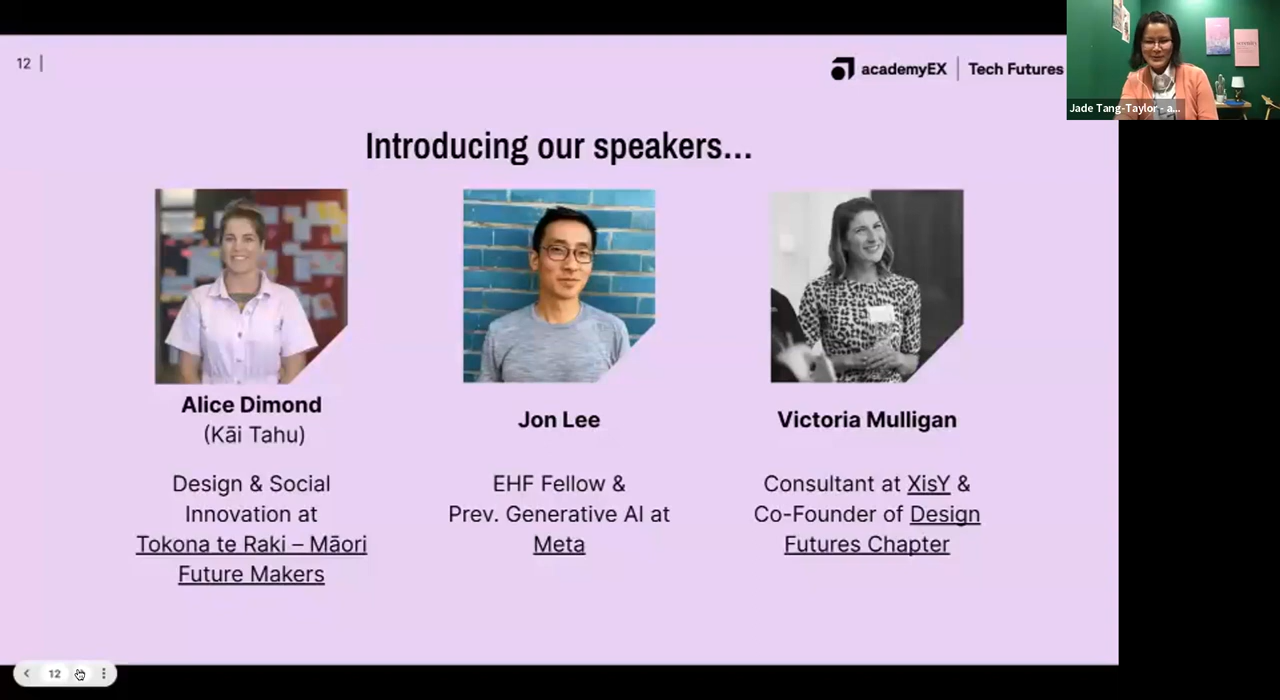 12
academyEX | Tech Futures
Jade Tang-Taylor - a...
Introducing our speakers...
Alice Dimond
(Kāi Tahu)
Design & Social
Innovation at
Tokona te Raki – Māori
Future Makers
Jon Lee
EHF Fellow &
Prev. Generative AI at
Meta
Victoria Mulligan
Consultant at XisY &
Co-Founder of Design
Futures Chapter
12